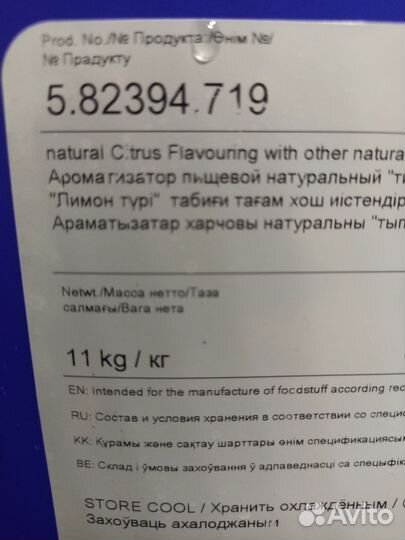 Prod. No./№ Продукта./Өнім №/
№ Прадукту
5.82394.719
natural Citrus Flavouring with other natura
Ароматизатор пищевой натуральный "ти
"Лимон түрі" табиғи тағам хош иістендір
Араматызатар харчовы натуральны "тып
Netwt./Масса нетто/Таза
салмағы/Вага нета
11 kg / кг
EN: Intended for the manufacture of foodstuff according rec
RU: Состав и условия хранения в соответствии со специ
KK: Құрамы және сақтау шарттары өнім спецификациясы
BE: Склад і ўмовы захоўвання ў адпаведнасці са спецыфік
STORE COOL / Хранить охлаждённым /
Захоўваць ахалоджаным
Avito